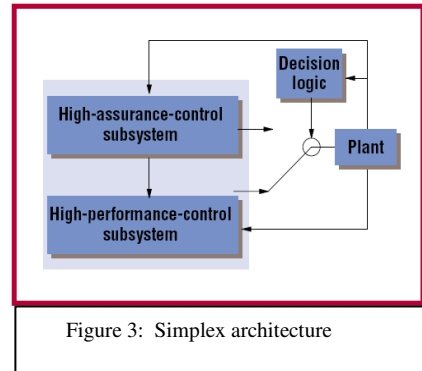 Decision
logic
High-assurance-control
subsystem
Plant
High-performance-control
subsystem
Figure 3: Simplex architecture